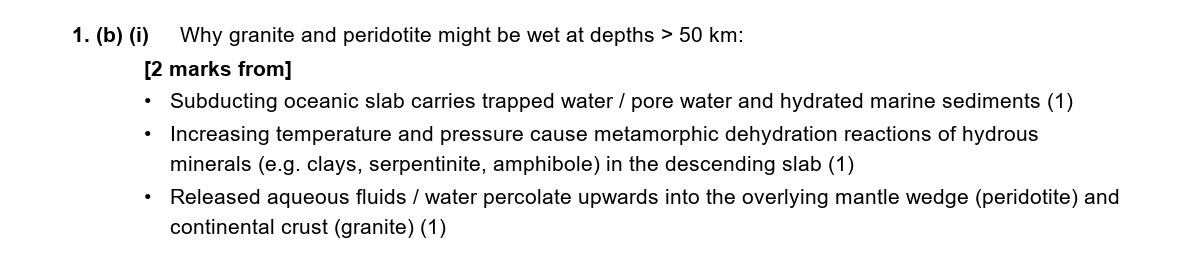 1. (b) (i) Why granite and peridotite might be wet at depths > 50 km:
[2 marks from]
• Subducting oceanic slab carries trapped water / pore water and hydrated marine sediments (1)
• Increasing temperature and pressure cause metamorphic dehydration reactions of hydrous
minerals (e.g. clays, serpentinite, amphibole) in the descending slab (1)
• Released aqueous fluids / water percolate upwards into the overlying mantle wedge (peridotite) and
continental crust (granite) (1)